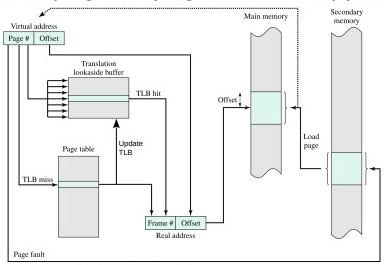 Main memory
Secondary
memory
Virtual address
Page # Offset
Translation
lookaside buffer
TLB hit
Offset
Load
page
Update
TLB
Page table
TLB miss
Frame # Offset
Real address
Page fault